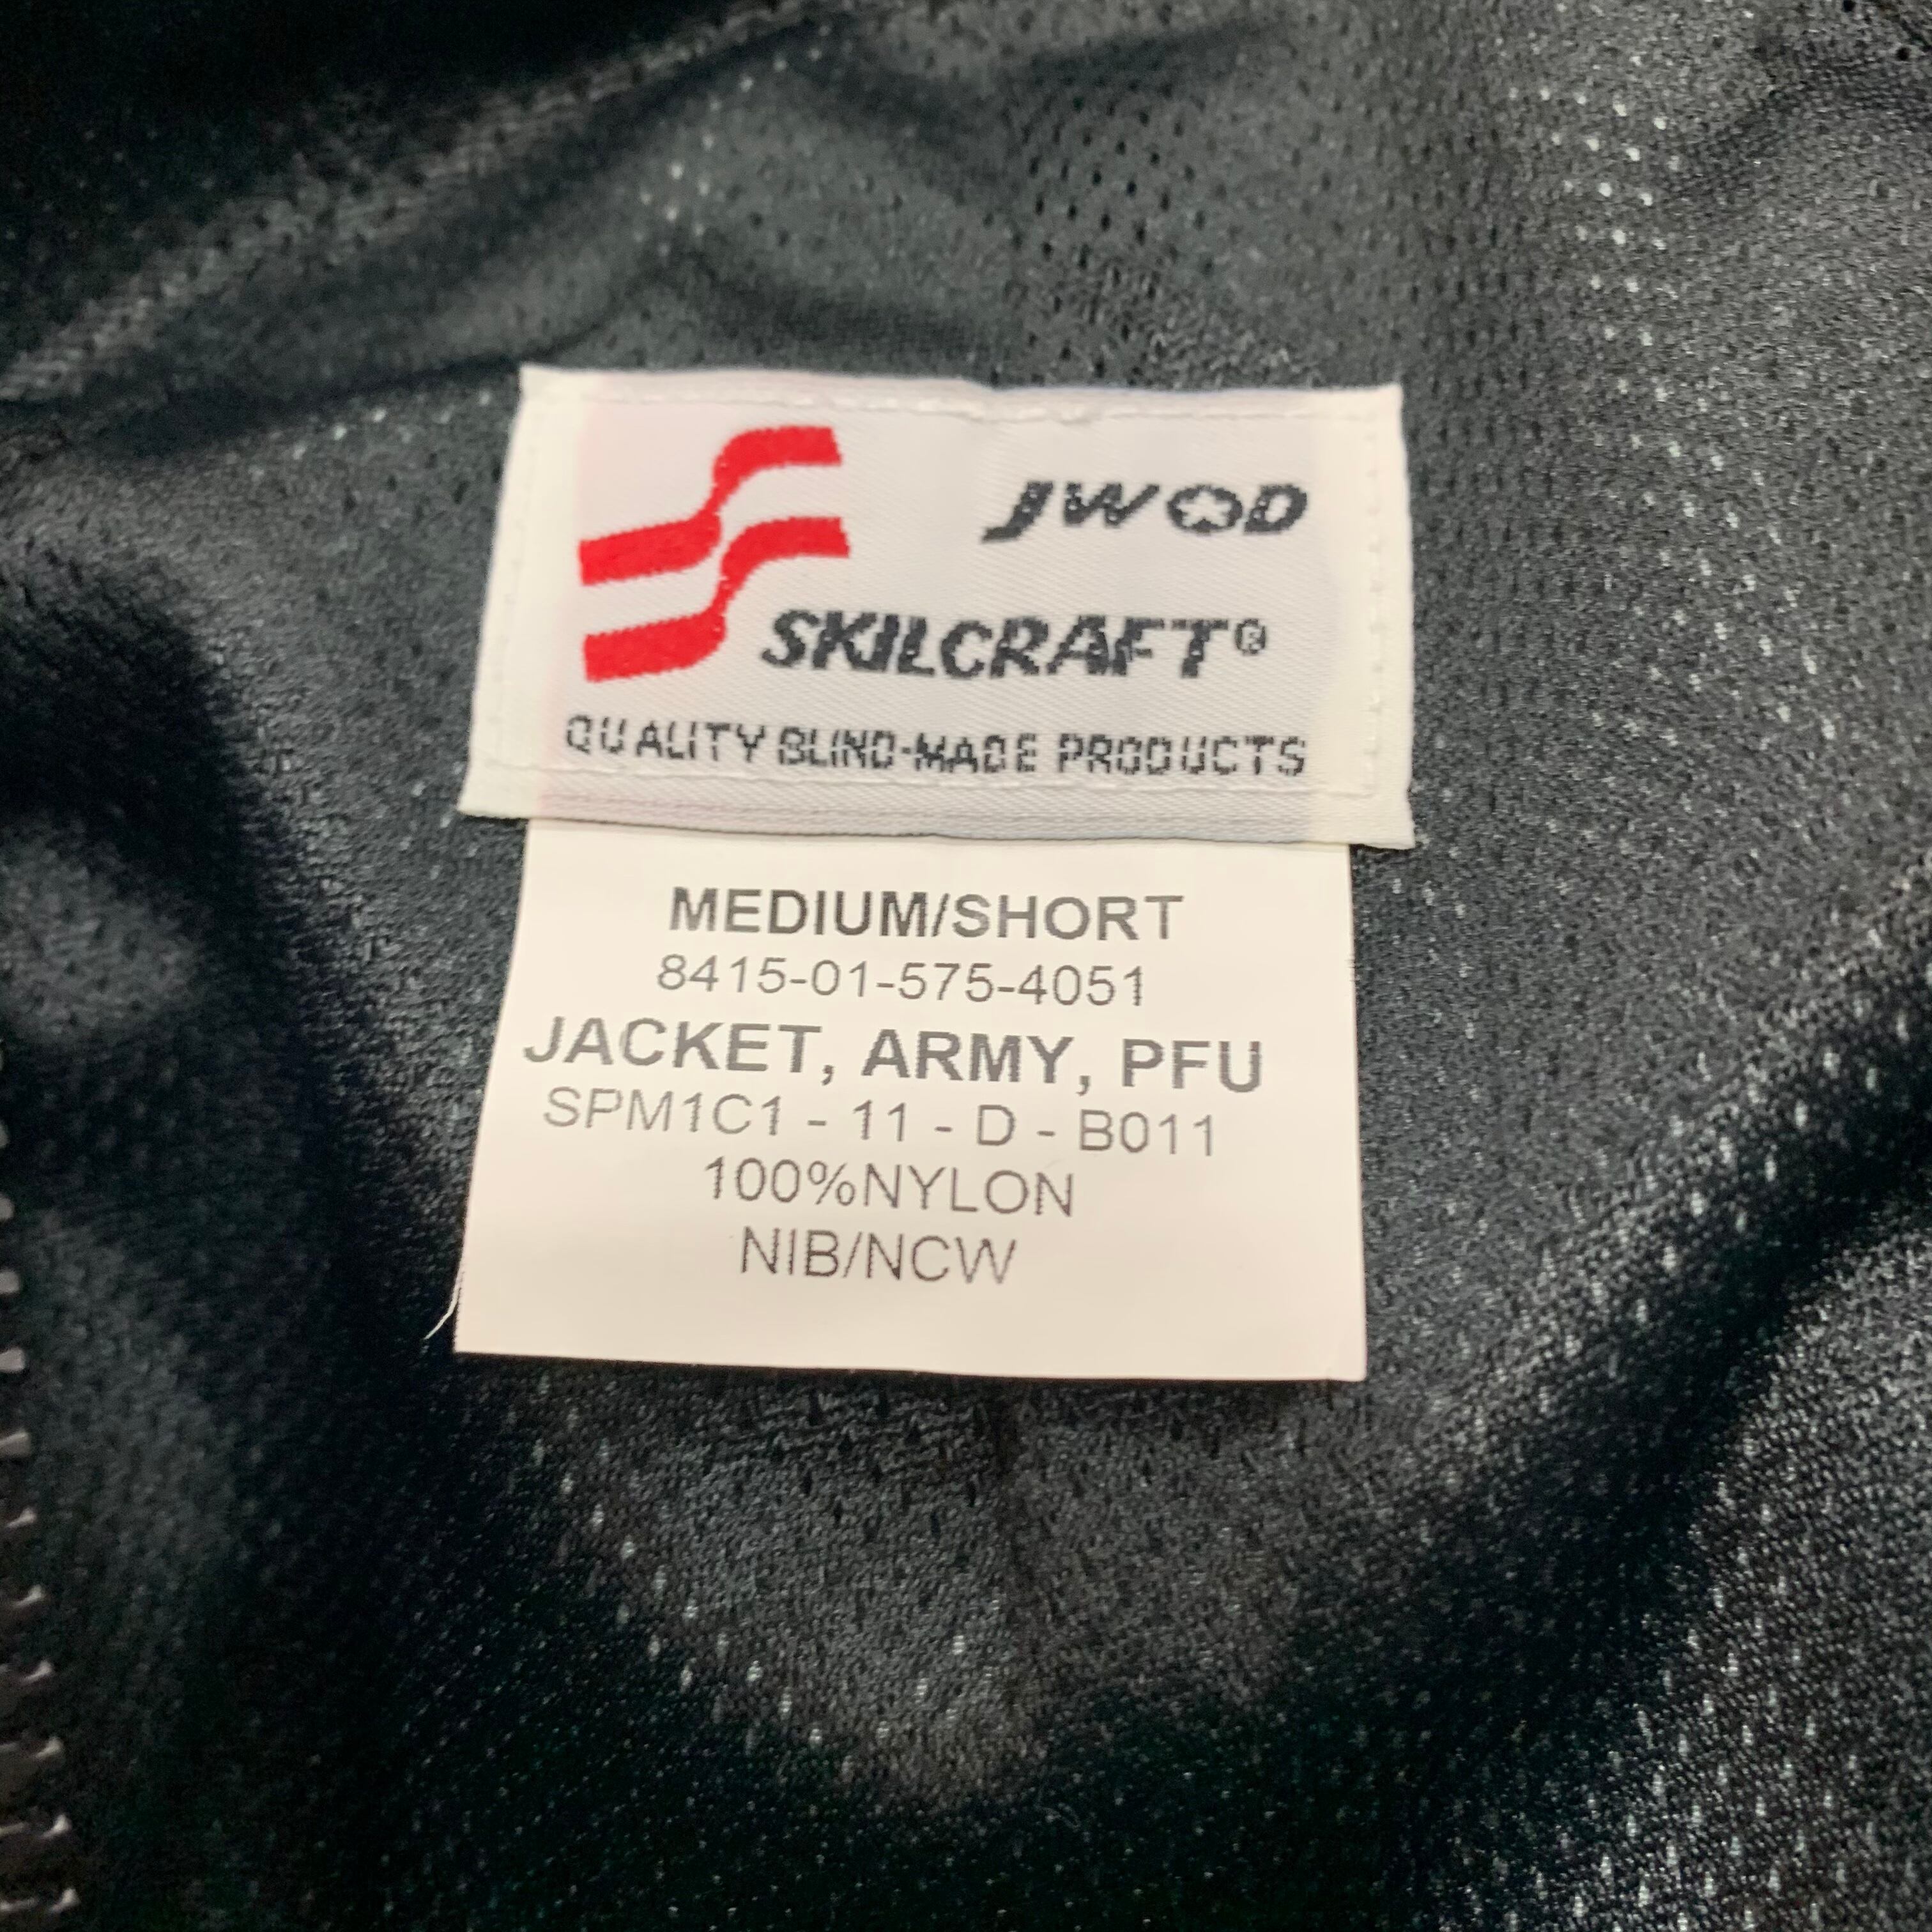 JWOD
SKILCRAFT®
QUALITY BLIND-MADE PRODUCTS
MEDIUM/SHORT
8415-01-575-4051
JACKET, ARMY, PFU
SPM1C1 - 11 - D - B011
100%NYLON
NIB/NCW